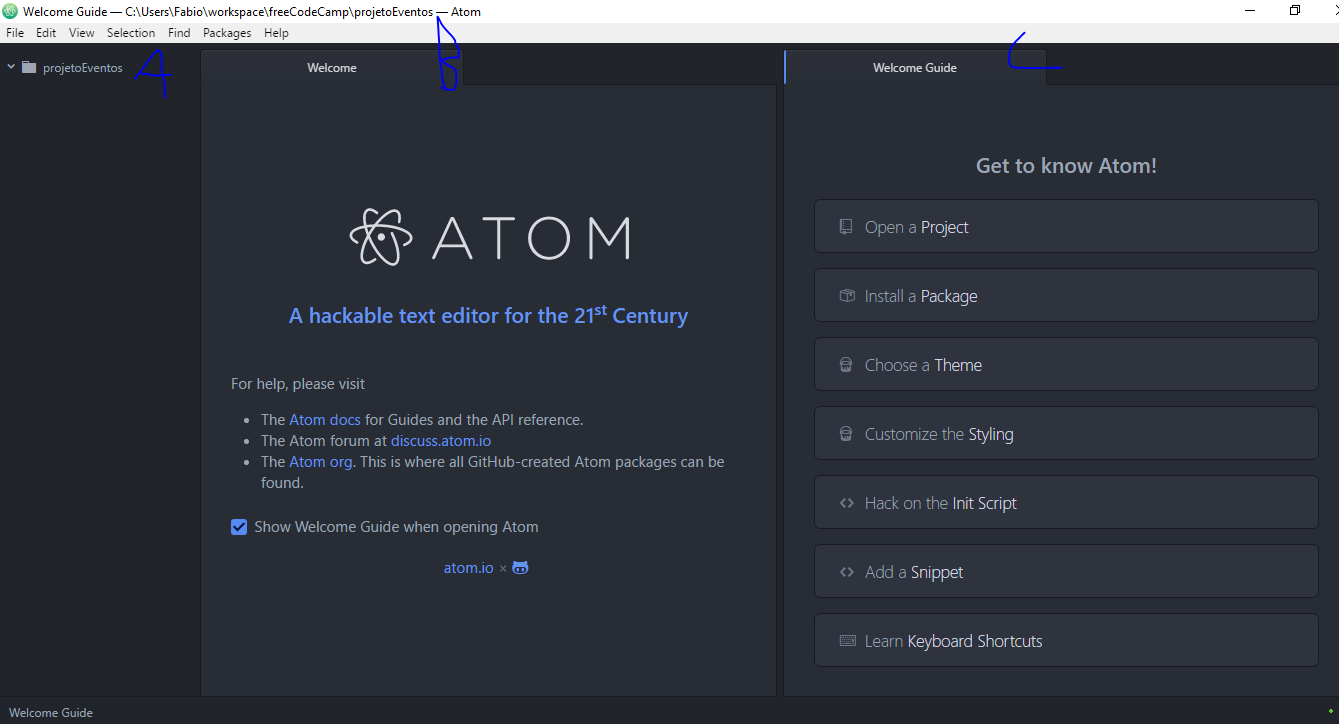 Welcome Guide — C:\Users\Fabio\workspace\freeCodeCamp\projetoEventos — Atom
File Edit View Selection Find Packages Help
projetoEventos
A
B
C
Welcome
Welcome Guide
ATOM
A hackable text editor for the 21st Century
For help, please visit
• The Atom docs for Guides and the API reference.
• The Atom forum at discuss.atom.io
• The Atom org. This is where all GitHub-created Atom packages can be
found.
Show Welcome Guide when opening Atom
atom.io ×
Get to know Atom!
Open a Project
Install a Package
Choose a Theme
Customize the Styling
Hack on the Init Script
Add a Snippet
Learn Keyboard Shortcuts
Welcome Guide